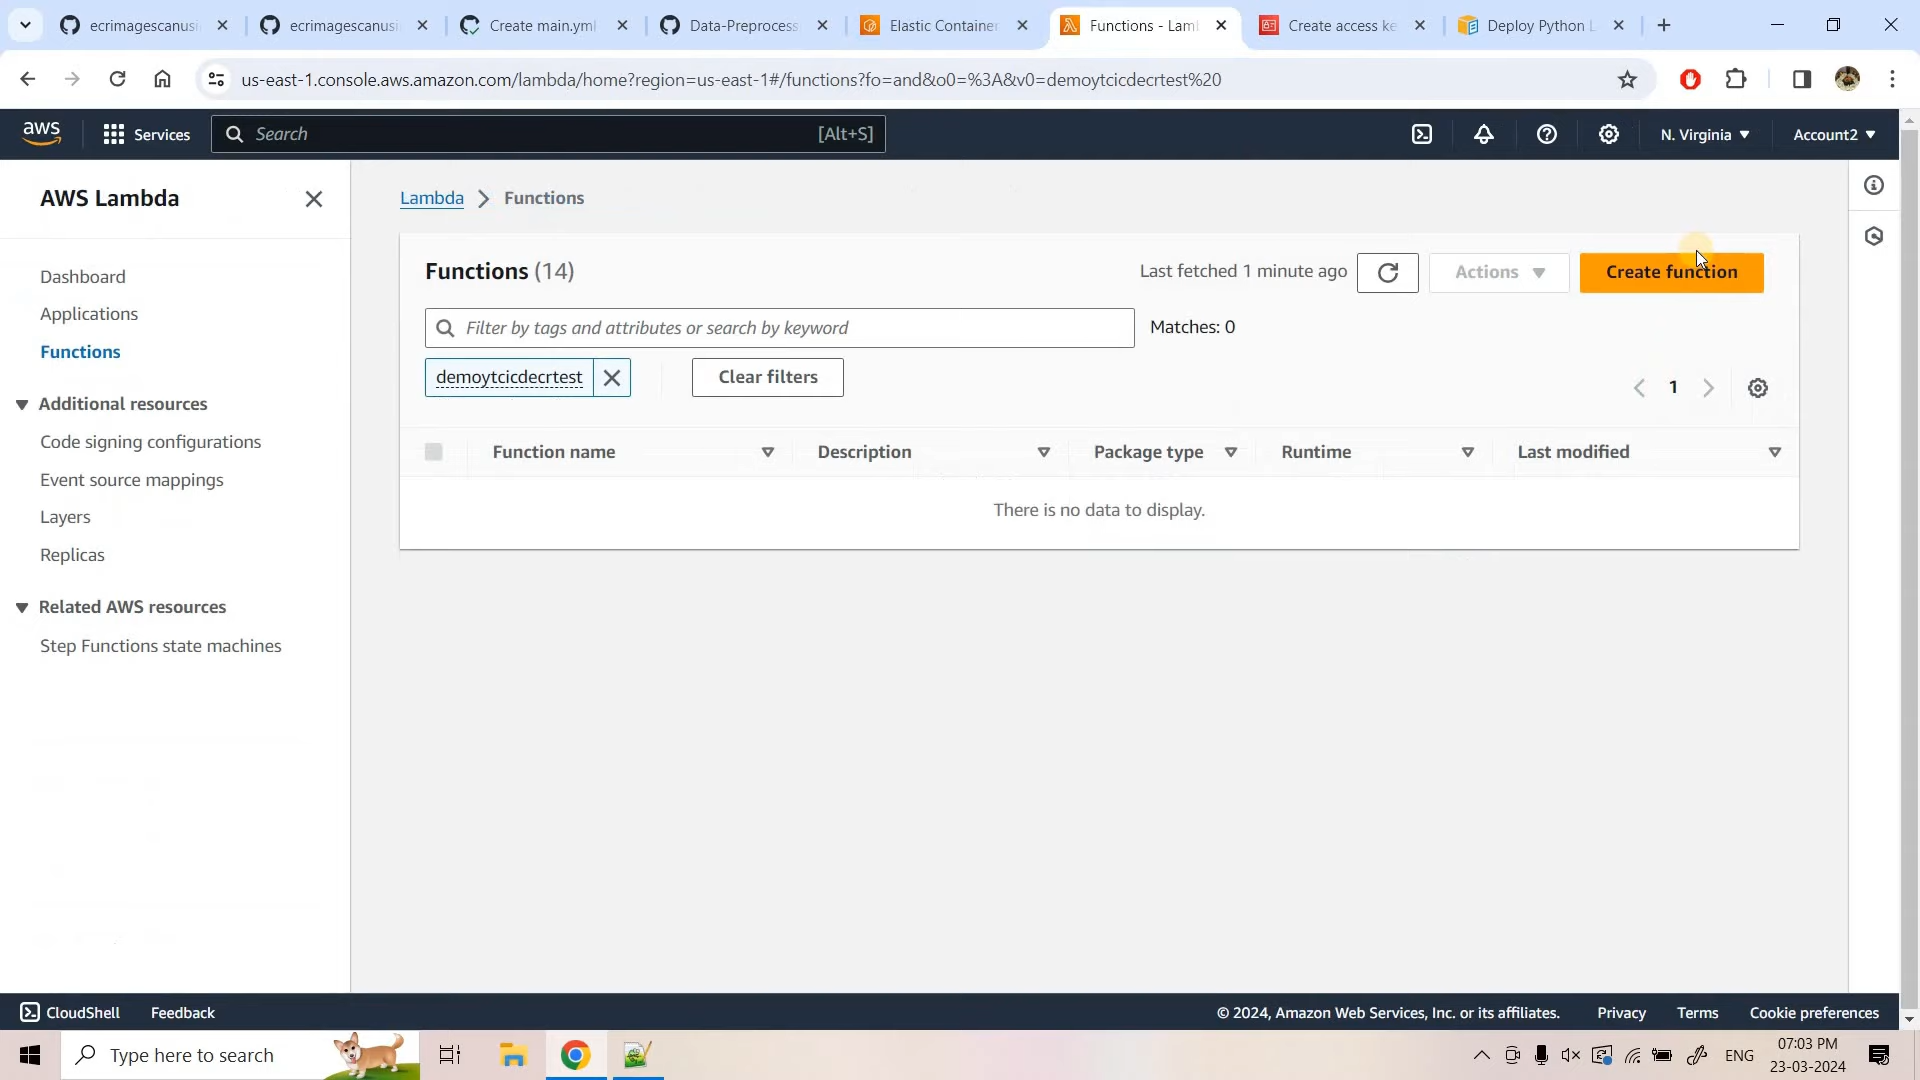 ecrimagescanusi
ecrimagescanusi
Create main.yml
Data-Preprocess
Elastic Container
Functions - Lam
Create access ke
Deploy Python L
us-east-1.console.aws.amazon.com/lambda/home?region=us-east-1#/functions?fo=and&o0=%3A&v0=demoytcicdecrtest%20
aws
Services
Search
[Alt+S]
N. Virginia
Account2
AWS Lambda
Dashboard
Applications
Functions
Additional resources
Code signing configurations
Event source mappings
Layers
Replicas
Related AWS resources
Step Functions state machines
Lambda
Functions
Functions (14)
Last fetched 1 minute ago
Actions
Create function
Filter by tags and attributes or search by keyword
Matches: 0
demoytcicdecrtest
Clear filters
1
Function name
Description
Package type
Runtime
Last modified
There is no data to display.
CloudShell
Feedback
© 2024, Amazon Web Services, Inc. or its affiliates.
Privacy
Terms
Cookie preferences
Type here to search
ENG
07:03 PM
23-03-2024